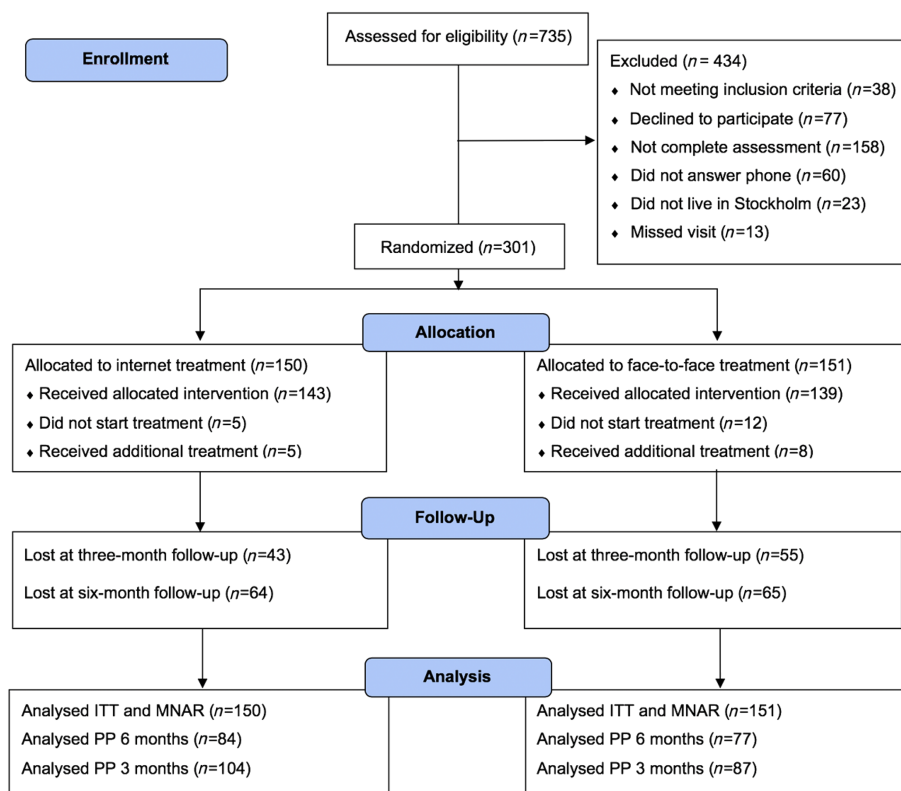 Assessed for eligibility (n=735)
Enrollment
Excluded (n= 434)
♦ Not meeting inclusion criteria (n=38)
♦ Declined to participate (n=77)
♦ Not complete assessment (n=158)
♦ Did not answer phone (n=60)
♦ Did not live in Stockholm (n=23)
♦ Missed visit (n=13)
Randomized (n=301)
Allocation
Allocated to internet treatment (n=150)
♦ Received allocated intervention (n=143)
♦ Did not start treatment (n=5)
♦ Received additional treatment (n=5)
Allocated to face-to-face treatment (n=151)
♦ Received allocated intervention (n=139)
♦ Did not start treatment (n=12)
♦ Received additional treatment (n=8)
Follow-Up
Lost at three-month follow-up (n=43)
Lost at six-month follow-up (n=64)
Lost at three-month follow-up (n=55)
Lost at six-month follow-up (n=65)
Analysis
Analysed ITT and MNAR (n=150)
Analysed PP 6 months (n=84)
Analysed PP 3 months (n=104)
Analysed ITT and MNAR (n=151)
Analysed PP 6 months (n=77)
Analysed PP 3 months (n=87)